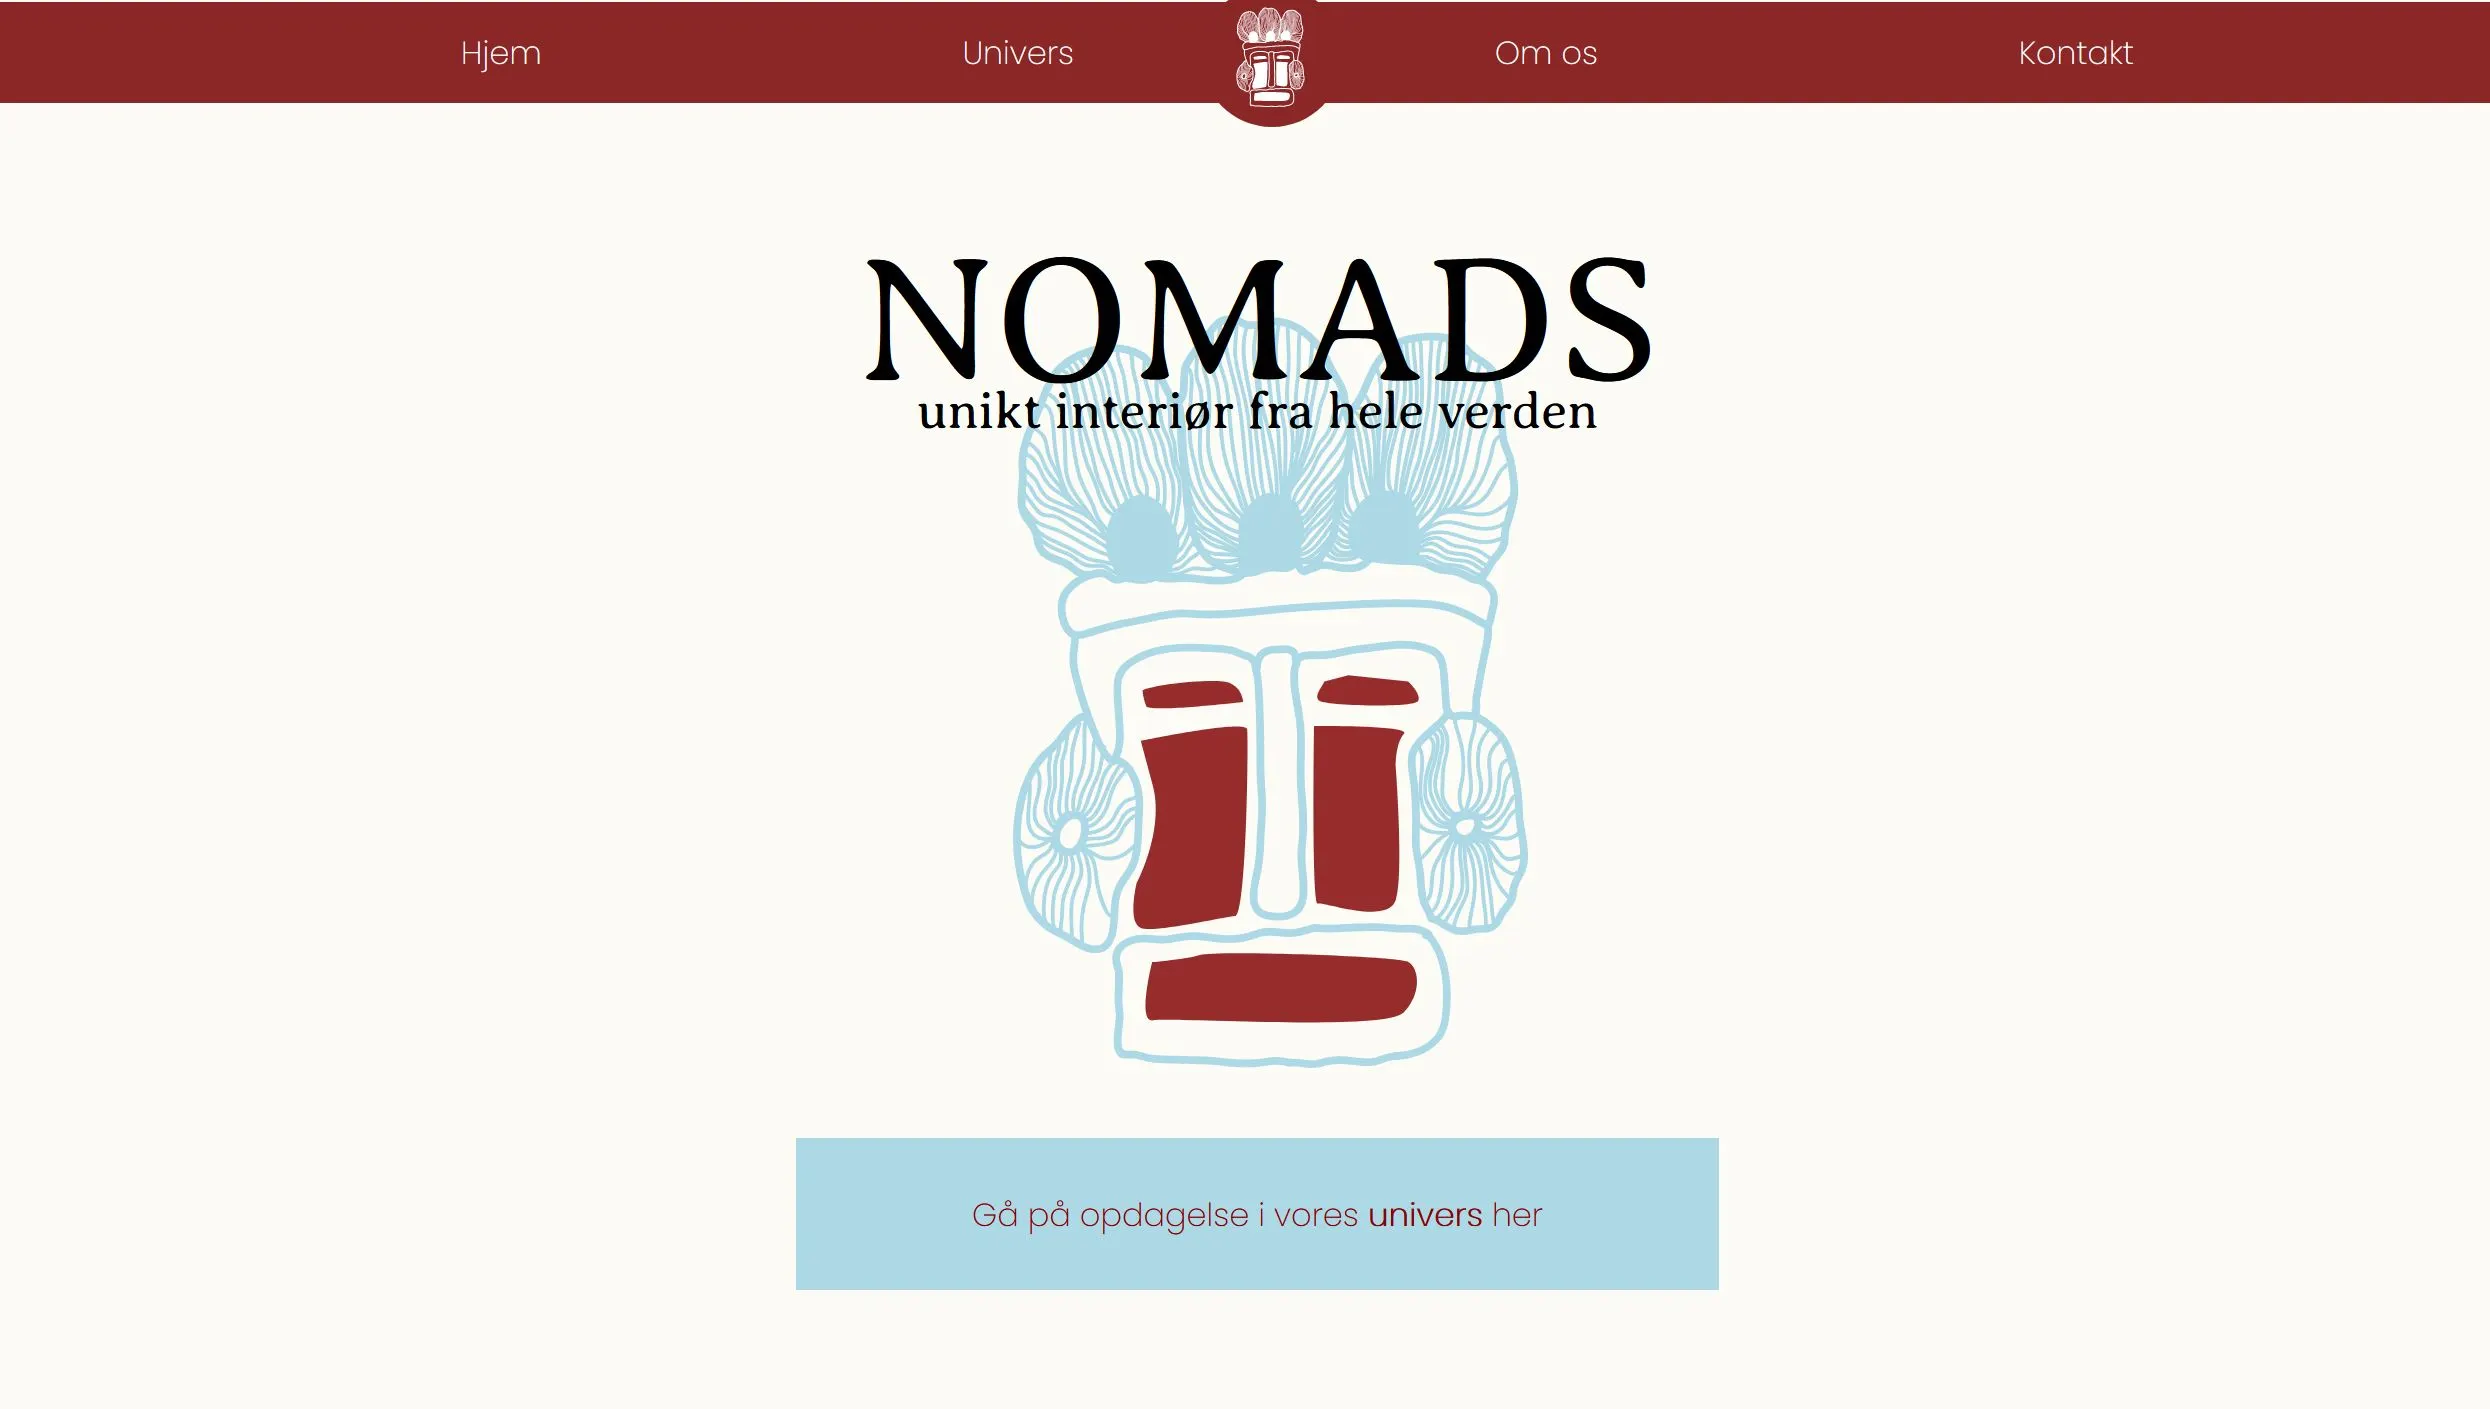 Hjem
Univers
Om os
Kontakt
NOMADS
unikt interiør fra hele verden
Gå på opdagelse i vores univers her